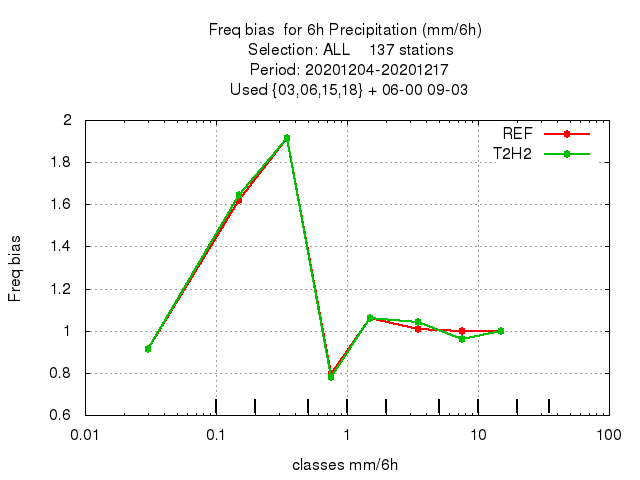 Freq bias  for 6h Precipitation (mm/6h)
Selection: ALL    137 stations
Period: 20201204-20201217
Used {03,06,15,18} + 06-00 09-03
REF
T2H2
2
1.8
1.6
1.4
1.2
1
0.8
0.6
Freq bias
0.01 0.1 1 10 100
classes mm/6h